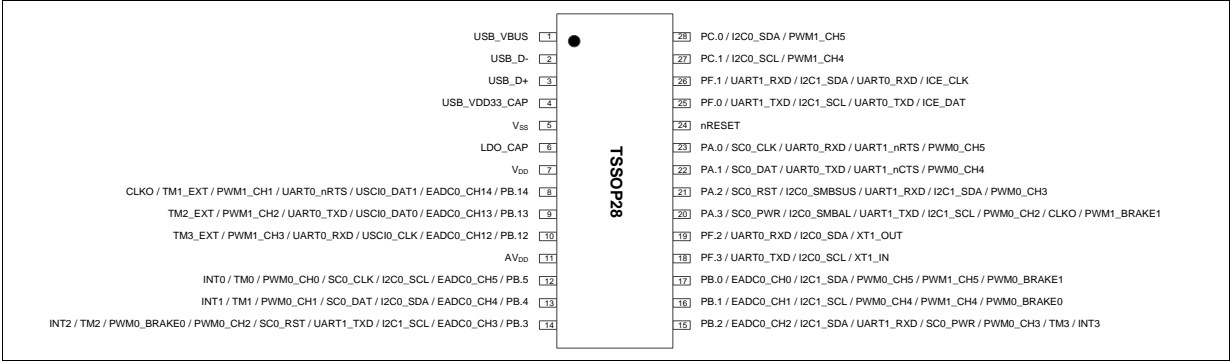 USB_VBUS 1
USB_D- 2
USB_D+ 3
USB_VDD33_CAP 4
VSS 5
LDO_CAP 6
VDD 7
CLKO / TM1_EXT / PWM1_CH1 / UART0_nRTS / USCI0_DAT1 / EADC0_CH14 / PB.14 8
TM2_EXT / PWM1_CH2 / UART0_TXD / USCI0_DAT0 / EADC0_CH13 / PB.13 9
TM3_EXT / PWM1_CH3 / UART0_RXD / USCI0_CLK / EADC0_CH12 / PB.12 10
AVDD 11
INT0 / TM0 / PWM0_CH0 / SC0_CLK / I2C0_SCL / EADC0_CH5 / PB.5 12
INT1 / TM1 / PWM0_CH1 / SC0_DAT / I2C0_SDA / EADC0_CH4 / PB.4 13
INT2 / TM2 / PWM0_BRAKE0 / PWM0_CH2 / SC0_RST / UART1_TXD / I2C1_SCL / EADC0_CH3 / PB.3 14
TSSOP28
28 PC.0 / I2C0_SDA / PWM1_CH5
27 PC.1 / I2C0_SCL / PWM1_CH4
26 PF.1 / UART1_RXD / I2C1_SDA / UART0_RXD / ICE_CLK
25 PF.0 / UART1_TXD / I2C1_SCL / UART0_TXD / ICE_DAT
24 nRESET
23 PA.0 / SC0_CLK / UART0_RXD / UART1_nRTS / PWM0_CH5
22 PA.1 / SC0_DAT / UART0_TXD / UART1_nCTS / PWM0_CH4
21 PA.2 / SC0_RST / I2C0_SMBSUS / UART1_RXD / I2C1_SDA / PWM0_CH3
20 PA.3 / SC0_PWR / I2C0_SMBAL / UART1_TXD / I2C1_SCL / PWM0_CH2 / CLKO / PWM1_BRAKE1
19 PF.2 / UART0_RXD / I2C0_SDA / XT1_OUT
18 PF.3 / UART0_TXD / I2C0_SCL / XT1_IN
17 PB.0 / EADC0_CH0 / I2C1_SDA / PWM0_CH5 / PWM1_CH5 / PWM0_BRAKE1
16 PB.1 / EADC0_CH1 / I2C1_SCL / PWM0_CH4 / PWM1_CH4 / PWM0_BRAKE0
15 PB.2 / EADC0_CH2 / I2C1_SDA / UART1_RXD / SC0_PWR / PWM0_CH3 / TM3 / INT3